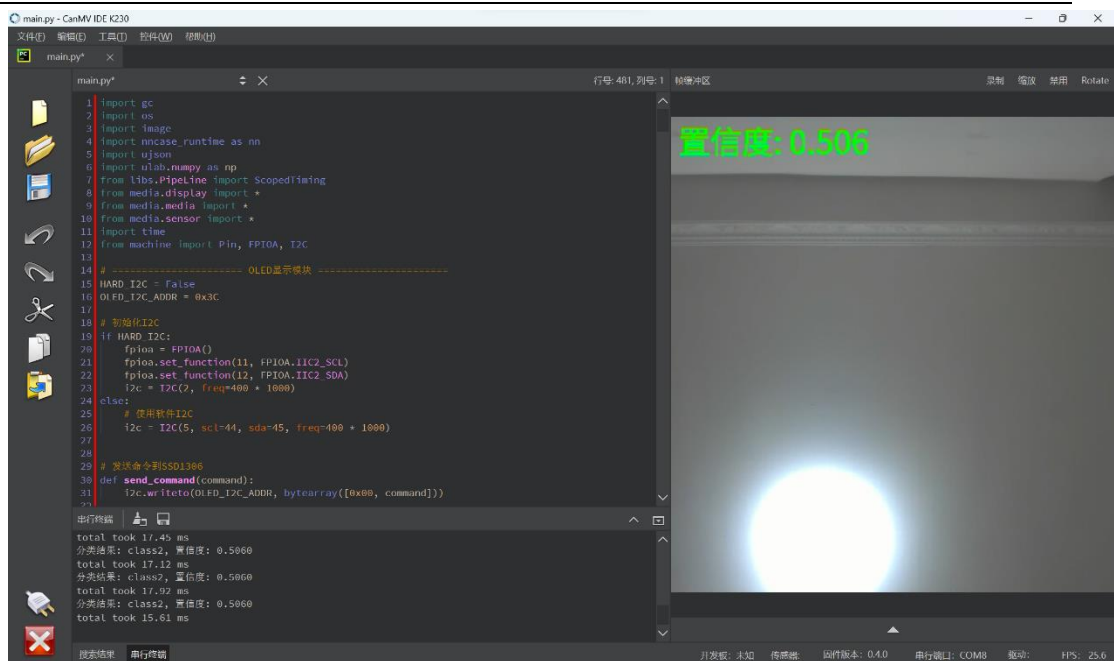 main.py - CanMV IDE K230
文件(F) 编辑(E) 工具(T) 控件(W) 帮助(H)
main.py*
main.py* 行号: 481, 列号: 1 帧缓冲区 录制 缩放 禁用 Rotate
1 import gc
2 import os
3 import image
4 import nncase_runtime as nn
5 import ujson
6 import ulab.numpy as np
7 from libs.PipeLine import ScopedTiming
8 from media.display import *
9 from media.media import *
10 from media.sensor import *
11 import time
12 from machine import Pin, FPIOA, I2C
13
14 # ---------------------- OLED显示模块 ----------------------
15 HARD_I2C = False
16 OLED_I2C_ADDR = 0x3C
17
18 # 初始化I2C
19 if HARD_I2C:
20 fpioa = FPIOA()
21 fpioa.set_function(11, FPIOA.IIC2_SCL)
22 fpioa.set_function(12, FPIOA.IIC2_SDA)
23 i2c = I2C(2, freq=400 * 1000)
24 else:
25 # 使用软件I2C
26 i2c = I2C(5, scl=44, sda=45, freq=400 * 1000)
27
28
29 # 发送命令到SSD1306
30 def send_command(command):
31 i2c.writeto(OLED_I2C_ADDR, bytearray([0x00, command]))
置信度: 0.506
串行终端
total took 17.45 ms
分类结果: class2, 置信度: 0.5060
total took 17.12 ms
分类结果: class2, 置信度: 0.5060
total took 17.92 ms
分类结果: class2, 置信度: 0.5060
total took 15.61 ms
搜索结果 串行终端 开发板: 未知 传感器: 固件版本: 0.4.0 串行端口: COM8 驱动: FPS: 25.6